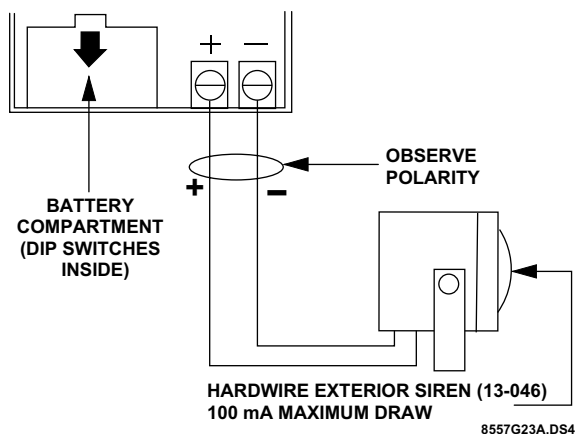 + –
OBSERVE
POLARITY
+ –
BATTERY
COMPARTMENT
(DIP SWITCHES
INSIDE)
HARDWIRE EXTERIOR SIREN (13-046)
100 mA MAXIMUM DRAW
8557G23A.DS4